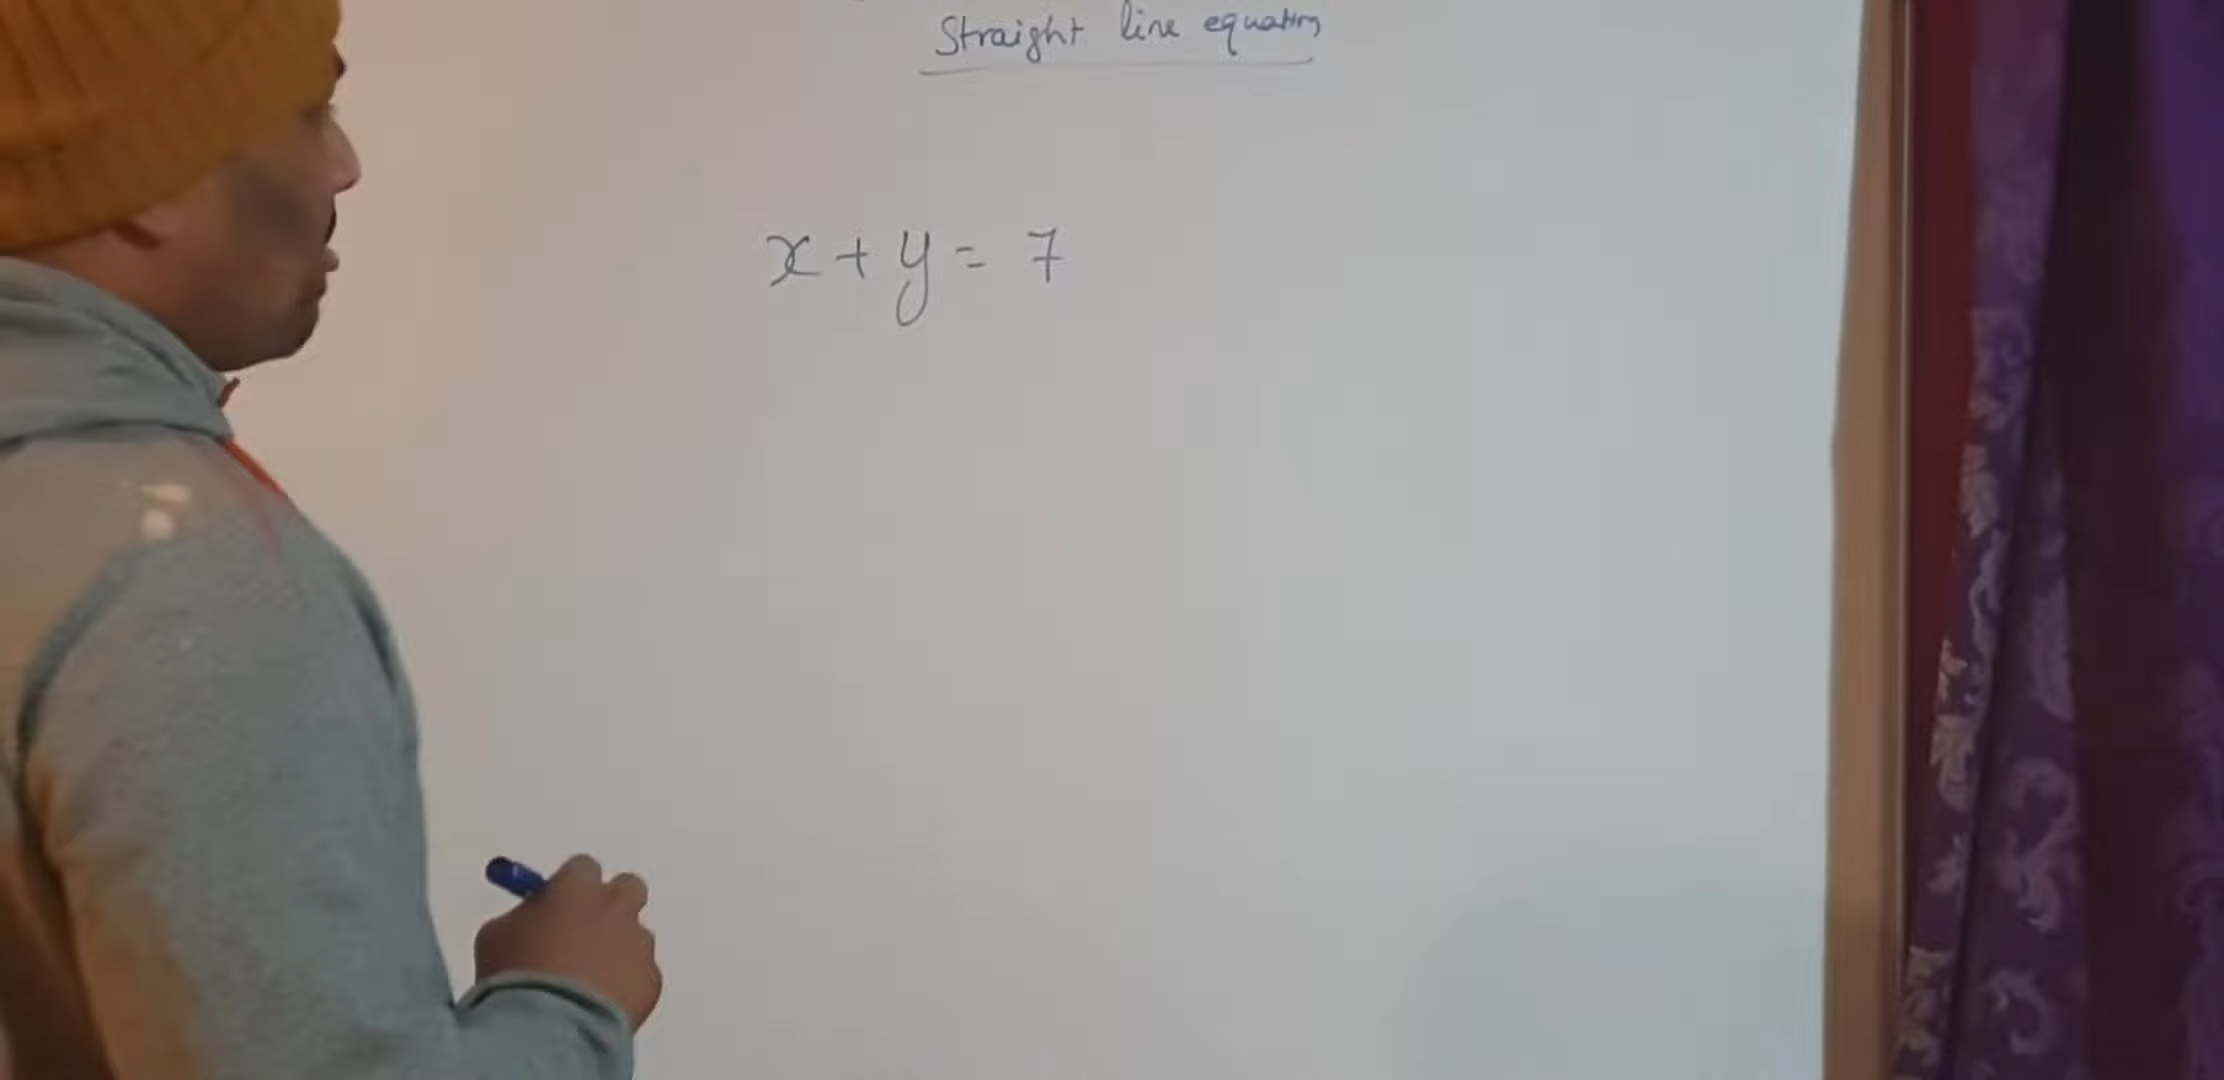 Straight line equation
x + y = 7